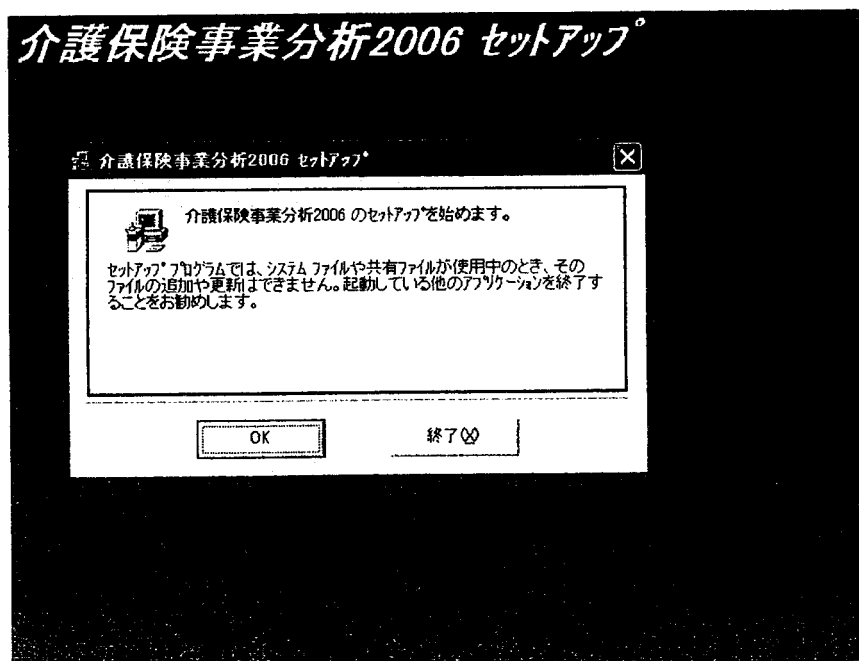 介護保険事業分析2006 セットアップ
介護保険事業分析2006 セットアップ
介護保険事業分析2006 のセットアップを始めます。
セットアップ プログラムでは、システム ファイルや共有ファイルが使用中のとき、その
ファイルの追加や更新はできません。起動している他のアプリケーションを終了す
ることをお勧めします。
OK
終了(X)